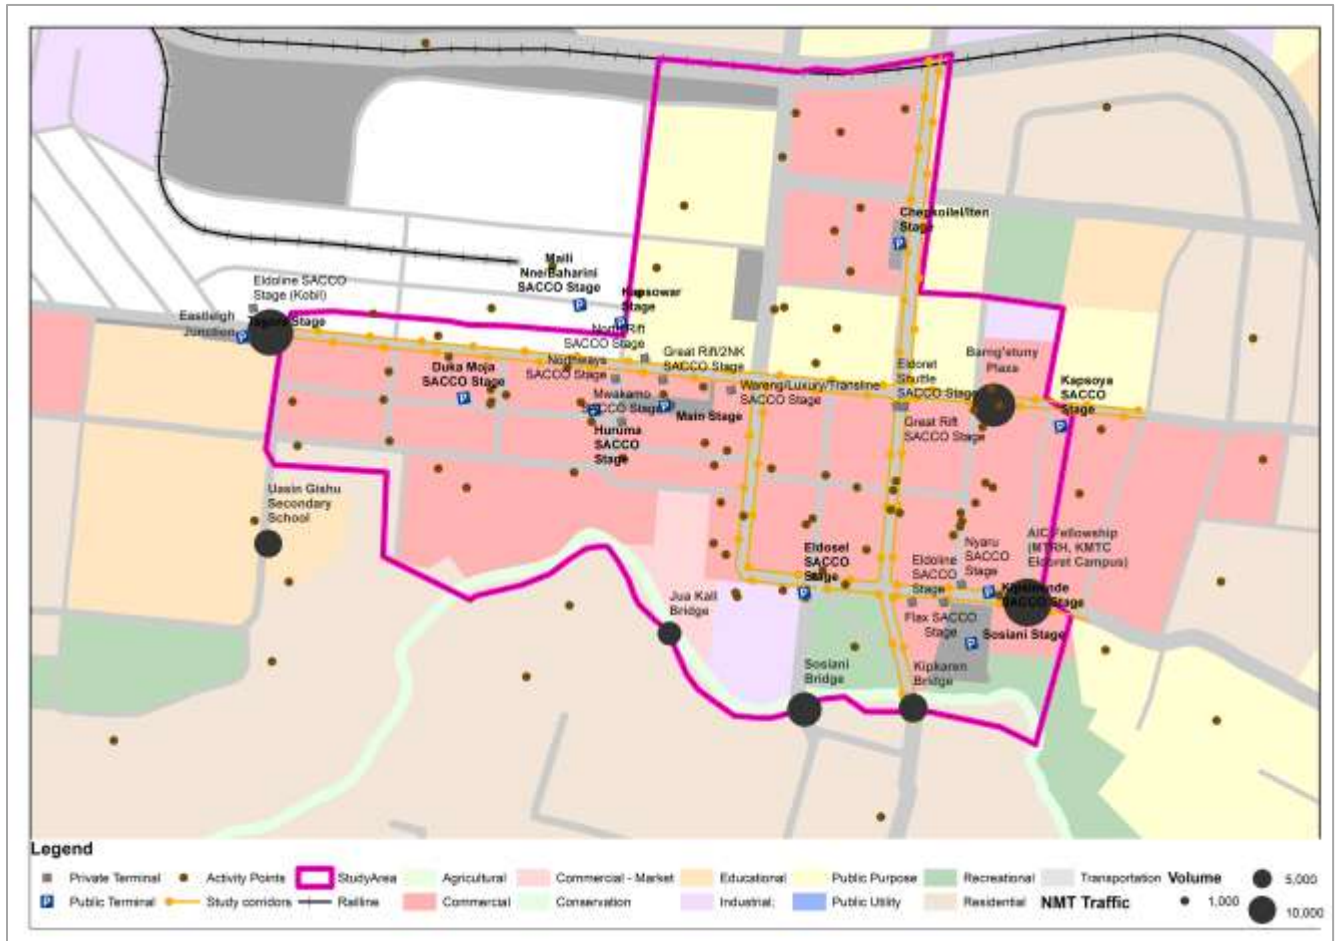 Chepkoilel/Iten
Stage
Maili
Nne/Baharini
SACCO Stage
Eldoline SACCO
Stage (Kobil)
Kapsowar
Stage
Eastleigh
Junction
Stage
North Rift
SACCO Stage
Great Rift/2NK
SACCO Stage
Northways
SACCO Stage
Duka Moja
SACCO Stage
Eldoret
Shuttle
SACCO Stage
Barng'etuny
Plaza
Kapsoya
SACCO
Stage
Wareng/Luxury/Transline
SACCO Stage
Mwakamo
SACCO Stage
Main Stage
Great Rift
SACCO Stage
Huruma
SACCO
Stage
Uasin Gishu
Secondary
School
AIC Fellowship
(MTRH, KMTC
Eldoret Campus)
Eldosel
SACCO
Stage
Nyaru
SACCO
Stage
Eldoline
SACCO
Stage
SACCO Stage
Jua Kali
Bridge
Flax SACCO
Stage
Sosiani Stage
Sosiani
Bridge
Kipkaren
Bridge
Legend
Private Terminal
Activity Points
StudyArea
Agricultural
Commercial - Market
Educational
Public Purpose
Recreational
Transportation
Volume
5,000
P Public Terminal
Study corridors
Railline
Commercial
Conservation
Industrial;
Public Utility
Residential
NMT Traffic
1,000
10,000